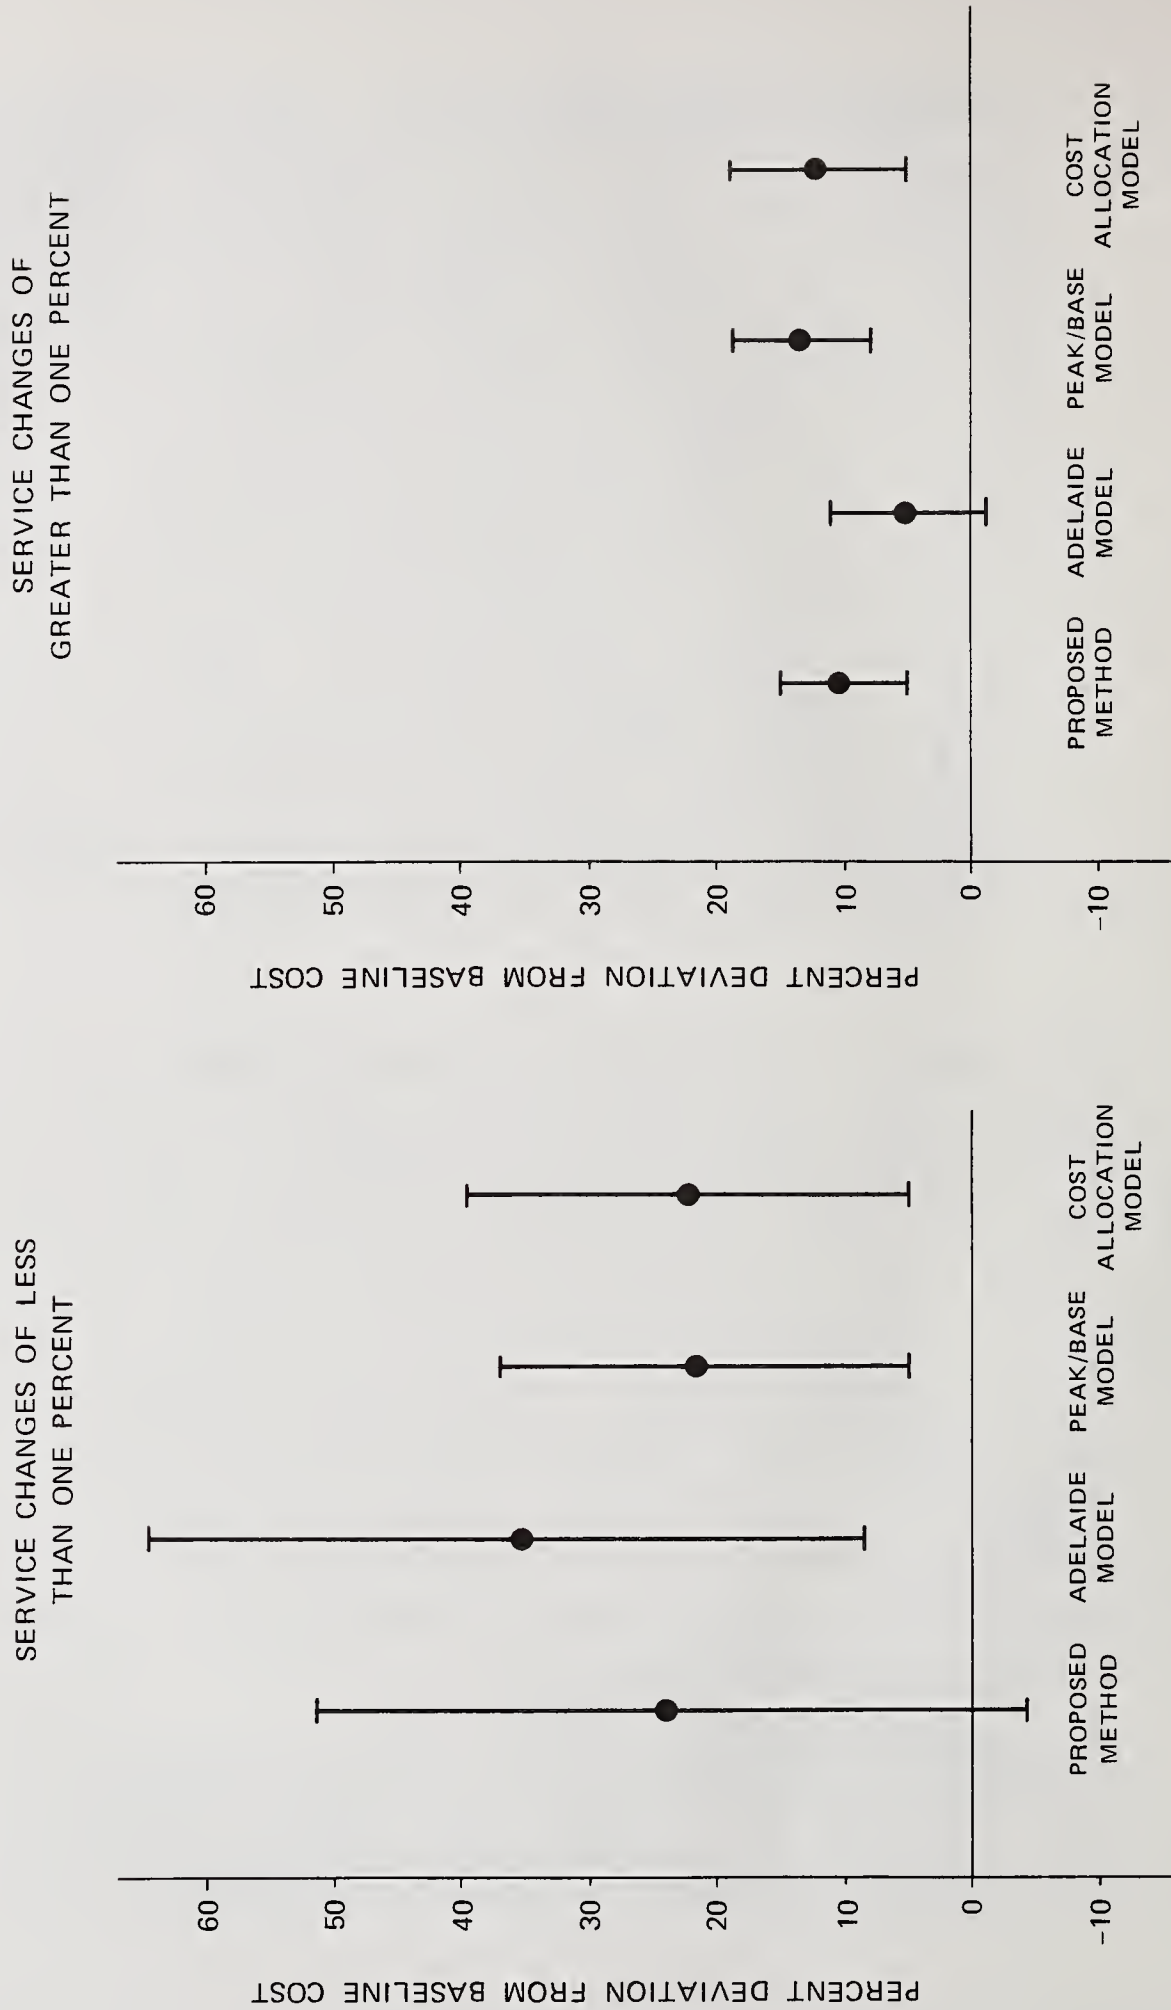 SERVICE CHANGES OF LESS
THAN ONE PERCENT
PERCENT DEVIATION FROM BASELINE COST
60
50
40
30
20
10
0
-10
PROPOSED
METHOD
ADELAIDE
MODEL
PEAK/BASE
MODEL
COST
ALLOCATION
MODEL
SERVICE CHANGES OF
GREATER THAN ONE PERCENT
PERCENT DEVIATION FROM BASELINE COST
60
50
40
30
20
10
0
-10
PROPOSED
METHOD
ADELAIDE
MODEL
PEAK/BASE
MODEL
COST
ALLOCATION
MODEL